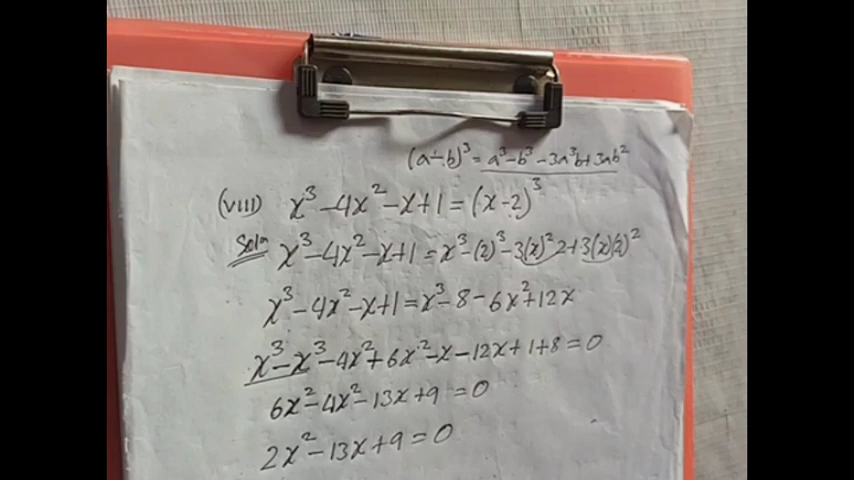 (a-b)³ = a³-b³-3a³b+3ab²
(VIII) x³-4x²-x+1 = (x-2)³
Soln x³-4x²-x+1 = x³-(2)³-3(x)²2+3(x)(2)²
x³-4x²-x+1 = x³-8-6x²+12x
x³-x³-4x²+6x²-x-12x+1+8=0
6x²-4x²-13x+9=0
2x²-13x+9=0